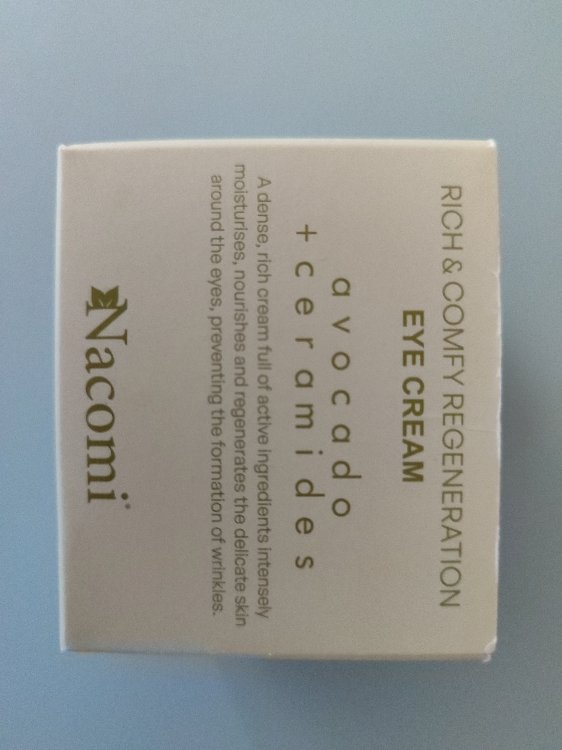 RICH & COMFY REGENERATION
EYE CREAM
avocado
+ ceramides
A dense, rich cream full of active ingredients intensely
moisturises, nourishes and regenerates the delicate skin
around the eyes, preventing the formation of wrinkles.
Nacomi®